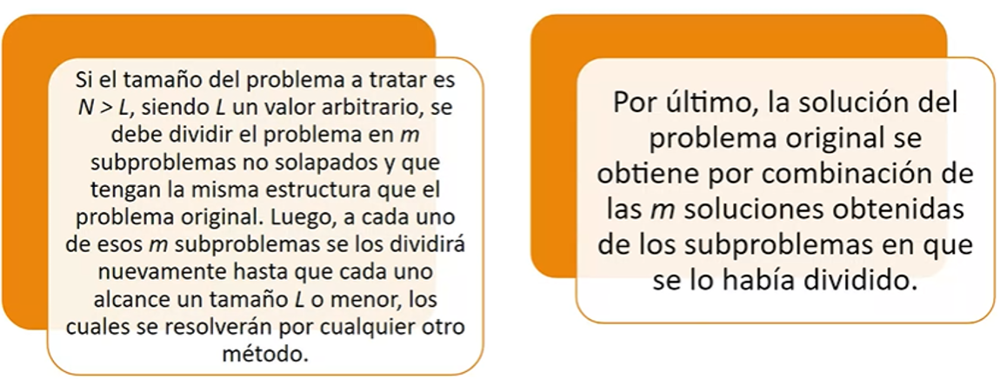 Si el tamaño del problema a tratar es
N > L, siendo L un valor arbitrario, se
debe dividir el problema en m
subproblemas no solapados y que
tengan la misma estructura que el
problema original. Luego, a cada uno
de esos m subproblemas se los dividirá
nuevamente hasta que cada uno
alcance un tamaño L o menor, los
cuales se resolverán por cualquier otro
método.
Por último, la solución del
problema original se
obtiene por combinación de
las m soluciones obtenidas
de los subproblemas en que
se lo había dividido.